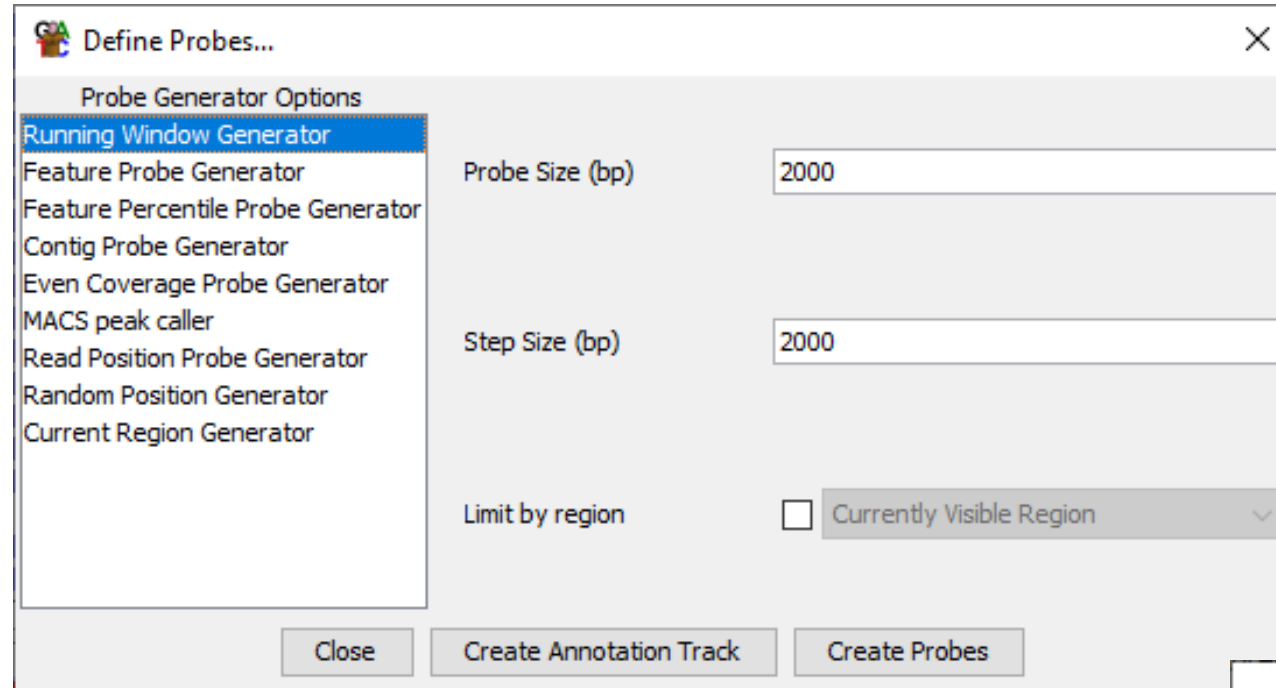 Define Probes...
Probe Generator Options
Running Window Generator
Feature Probe Generator
Feature Percentile Probe Generator
Contig Probe Generator
Even Coverage Probe Generator
MACS peak caller
Read Position Probe Generator
Random Position Generator
Current Region Generator
Probe Size (bp) 2000
Step Size (bp) 2000
Limit by region Currently Visible Region
Close Create Annotation Track Create Probes